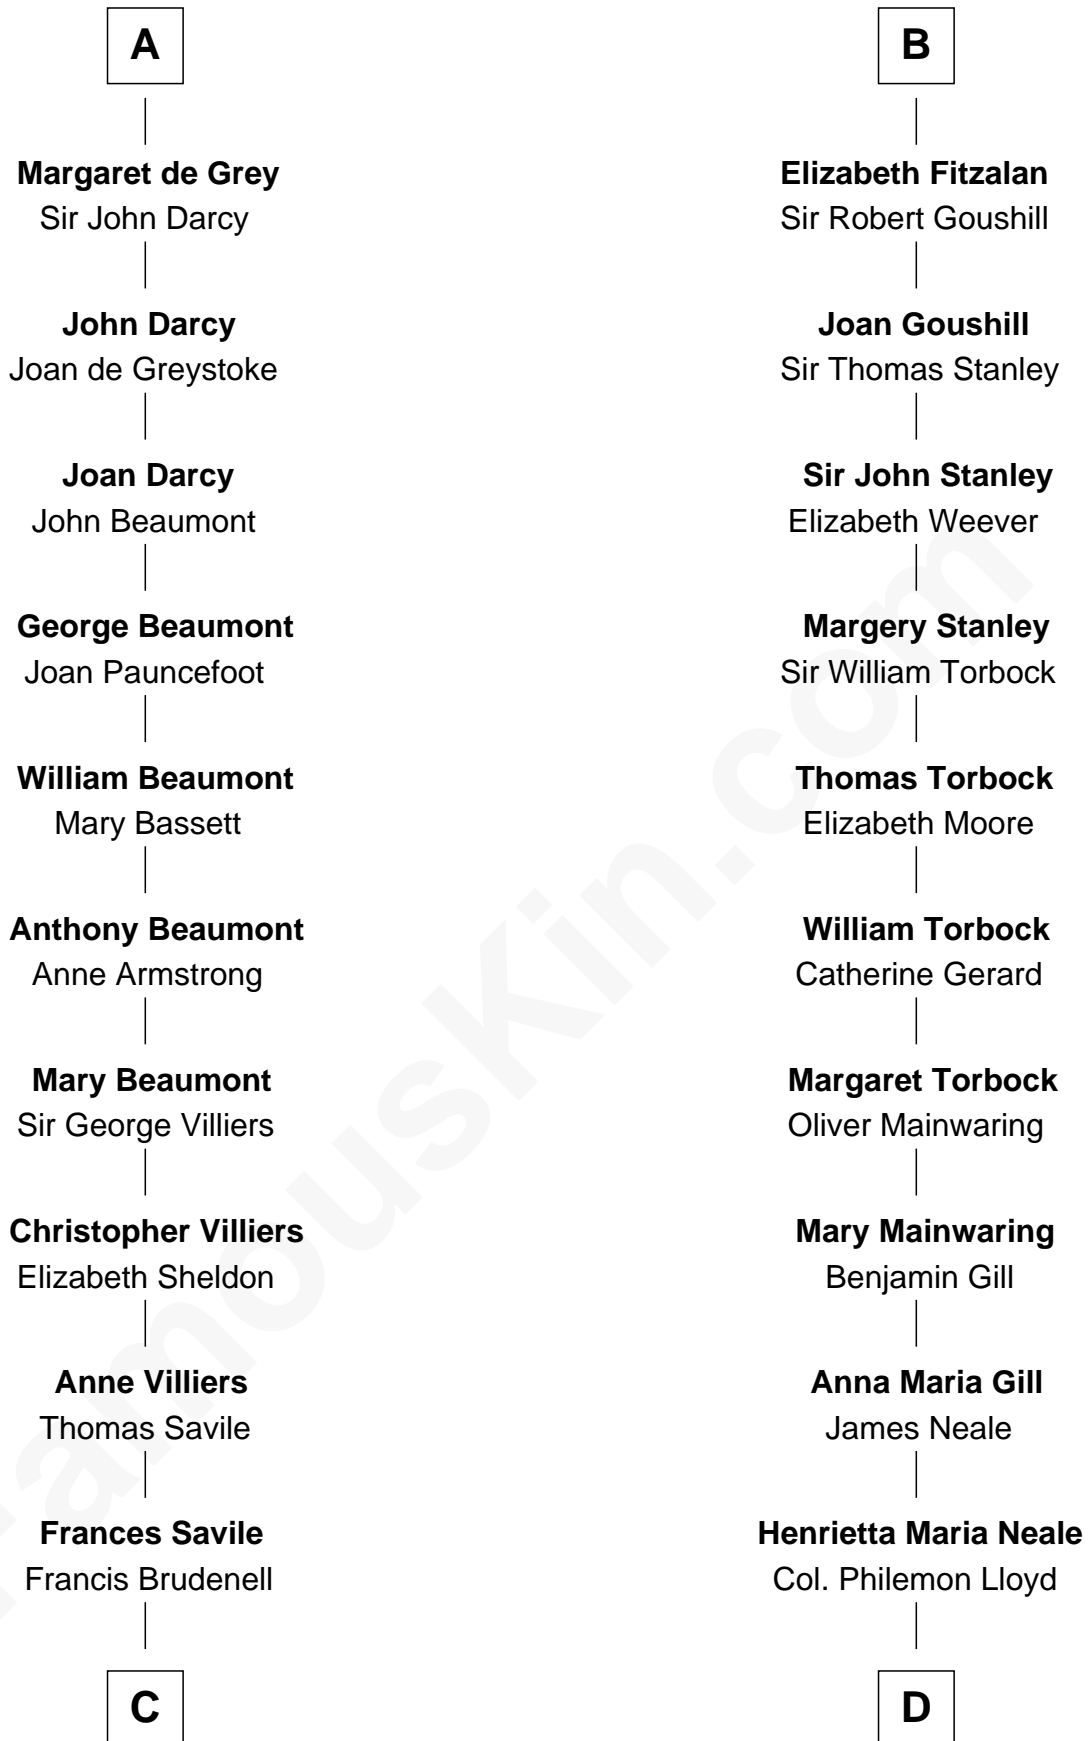 A
Margaret de Grey
Sir John Darcy
John Darcy
Joan de Greystoke
Joan Darcy
John Beaumont
George Beaumont
Joan Pauncefoot
William Beaumont
Mary Bassett
Anthony Beaumont
Anne Armstrong
Mary Beaumont
Sir George Villiers
Christopher Villiers
Elizabeth Sheldon
Anne Villiers
Thomas Savile
Frances Savile
Francis Brudenell
C
B
Elizabeth Fitzalan
Sir Robert Goushill
Joan Goushill
Sir Thomas Stanley
Sir John Stanley
Elizabeth Weever
Margery Stanley
Sir William Torbock
Thomas Torbock
Elizabeth Moore
William Torbock
Catherine Gerard
Margaret Torbock
Oliver Mainwaring
Mary Mainwaring
Benjamin Gill
Anna Maria Gill
James Neale
Henrietta Maria Neale
Col. Philemon Lloyd
D
FamousKin.com